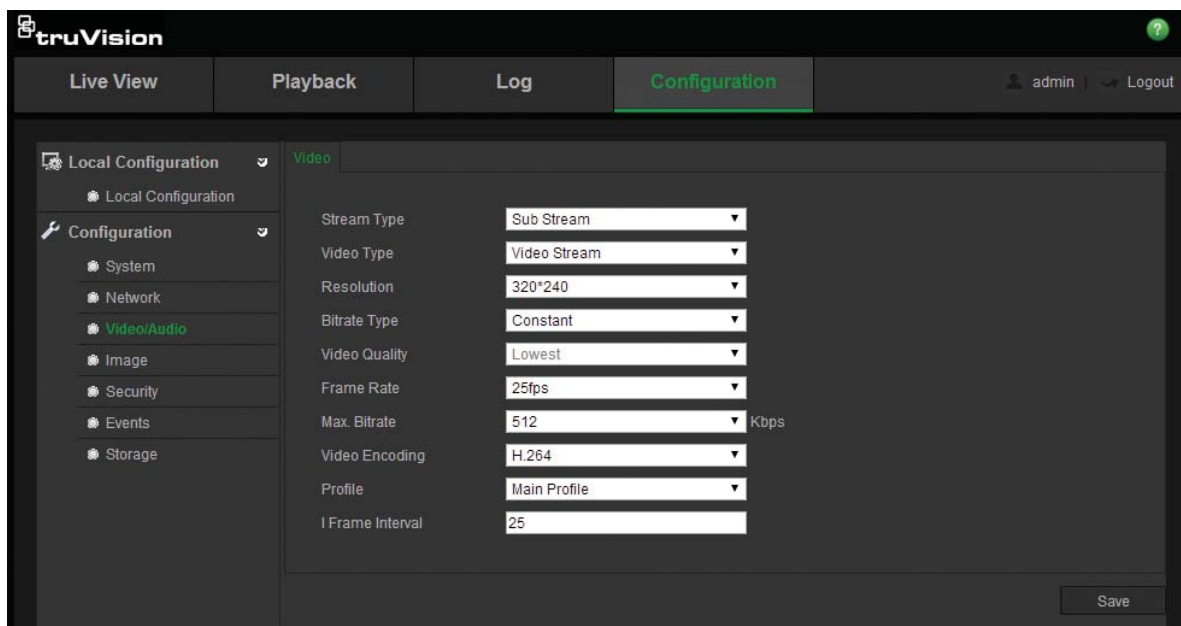 truVision
?
Live View Playback Log Configuration admin | Logout
Local Configuration
Local Configuration
Configuration
System
Network
Video/Audio
Image
Security
Events
Storage
Video
Stream Type Sub Stream
Video Type Video Stream
Resolution 320*240
Bitrate Type Constant
Video Quality Lowest
Frame Rate 25fps
Max. Bitrate 512 Kbps
Video Encoding H.264
Profile Main Profile
I Frame Interval 25
Save